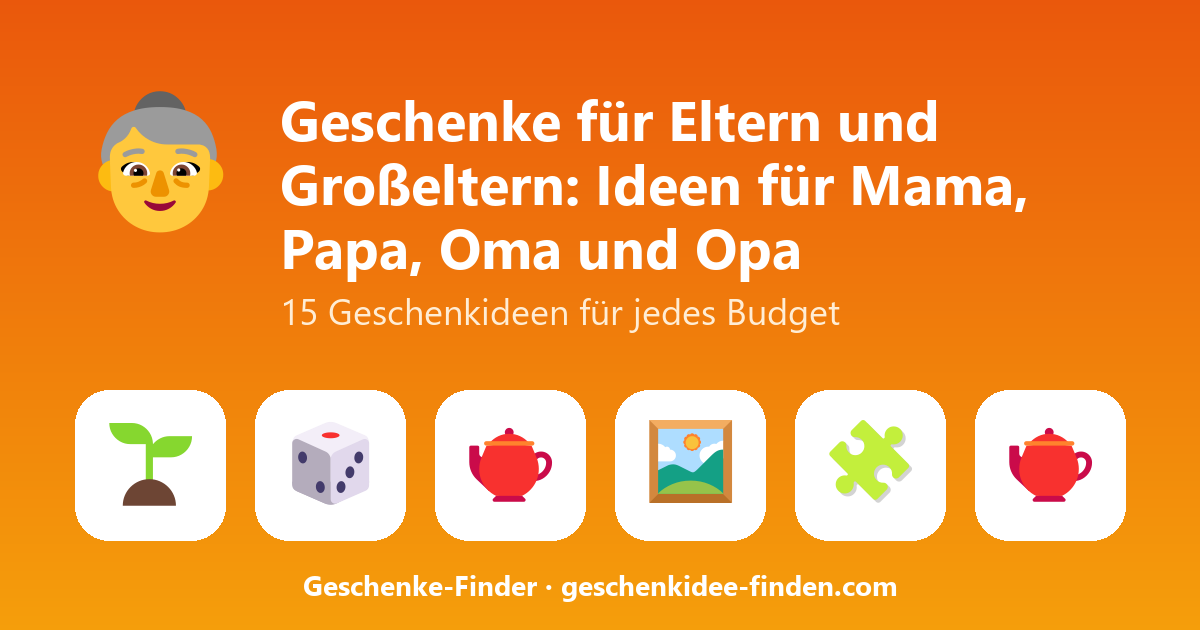 Geschenke für Eltern und
Großeltern: Ideen für Mama,
Papa, Oma und Opa
15 Geschenkideen für jedes Budget
Geschenke-Finder · geschenkidee-finden.com